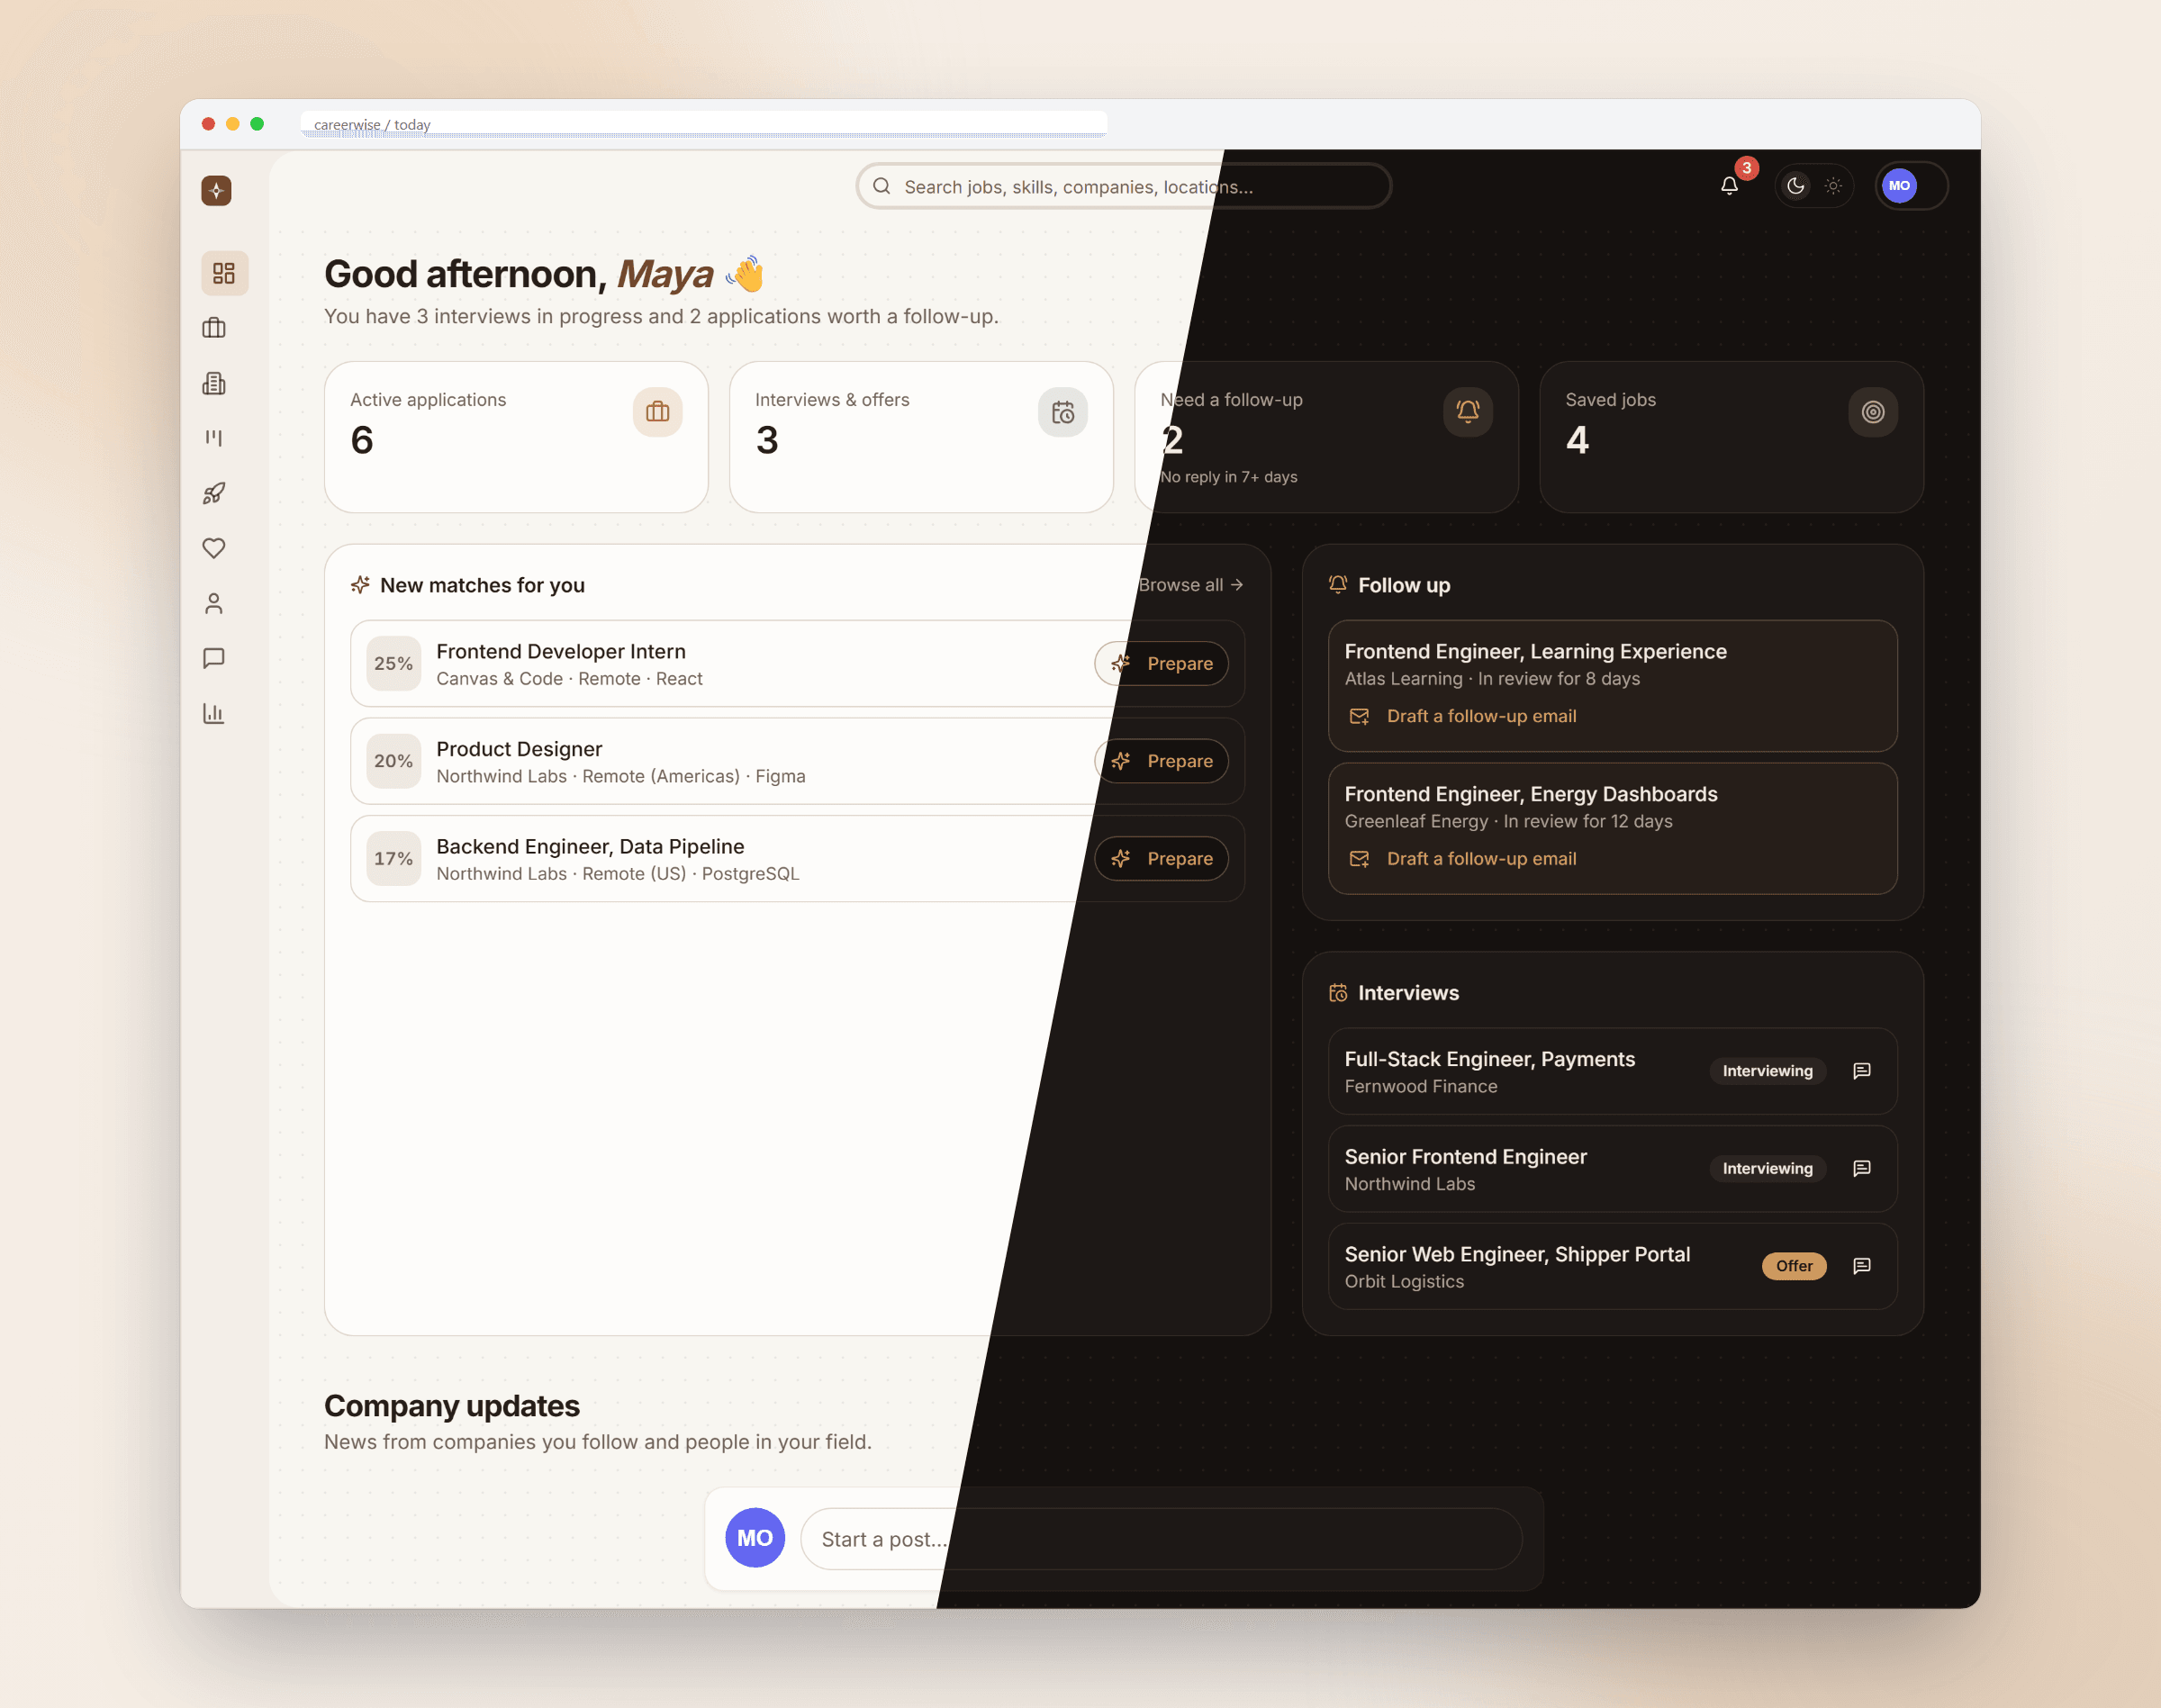 careerwise / today
Search jobs, skills, companies, locations...
3
MO
Good afternoon, Maya 👋
You have 3 interviews in progress and 2 applications worth a follow-up.
Active applications
6
Interviews & offers
3
Need a follow-up
2
No reply in 7+ days
Saved jobs
4
New matches for you
Browse all →
25%
Frontend Developer Intern
Canvas & Code · Remote · React
Prepare
20%
Product Designer
Northwind Labs · Remote (Americas) · Figma
Prepare
17%
Backend Engineer, Data Pipeline
Northwind Labs · Remote (US) · PostgreSQL
Prepare
Follow up
Frontend Engineer, Learning Experience
Atlas Learning · In review for 8 days
Draft a follow-up email
Frontend Engineer, Energy Dashboards
Greenleaf Energy · In review for 12 days
Draft a follow-up email
Interviews
Full-Stack Engineer, Payments
Fernwood Finance
Interviewing
Senior Frontend Engineer
Northwind Labs
Interviewing
Senior Web Engineer, Shipper Portal
Orbit Logistics
Offer
Company updates
News from companies you follow and people in your field.
MO
Start a post...